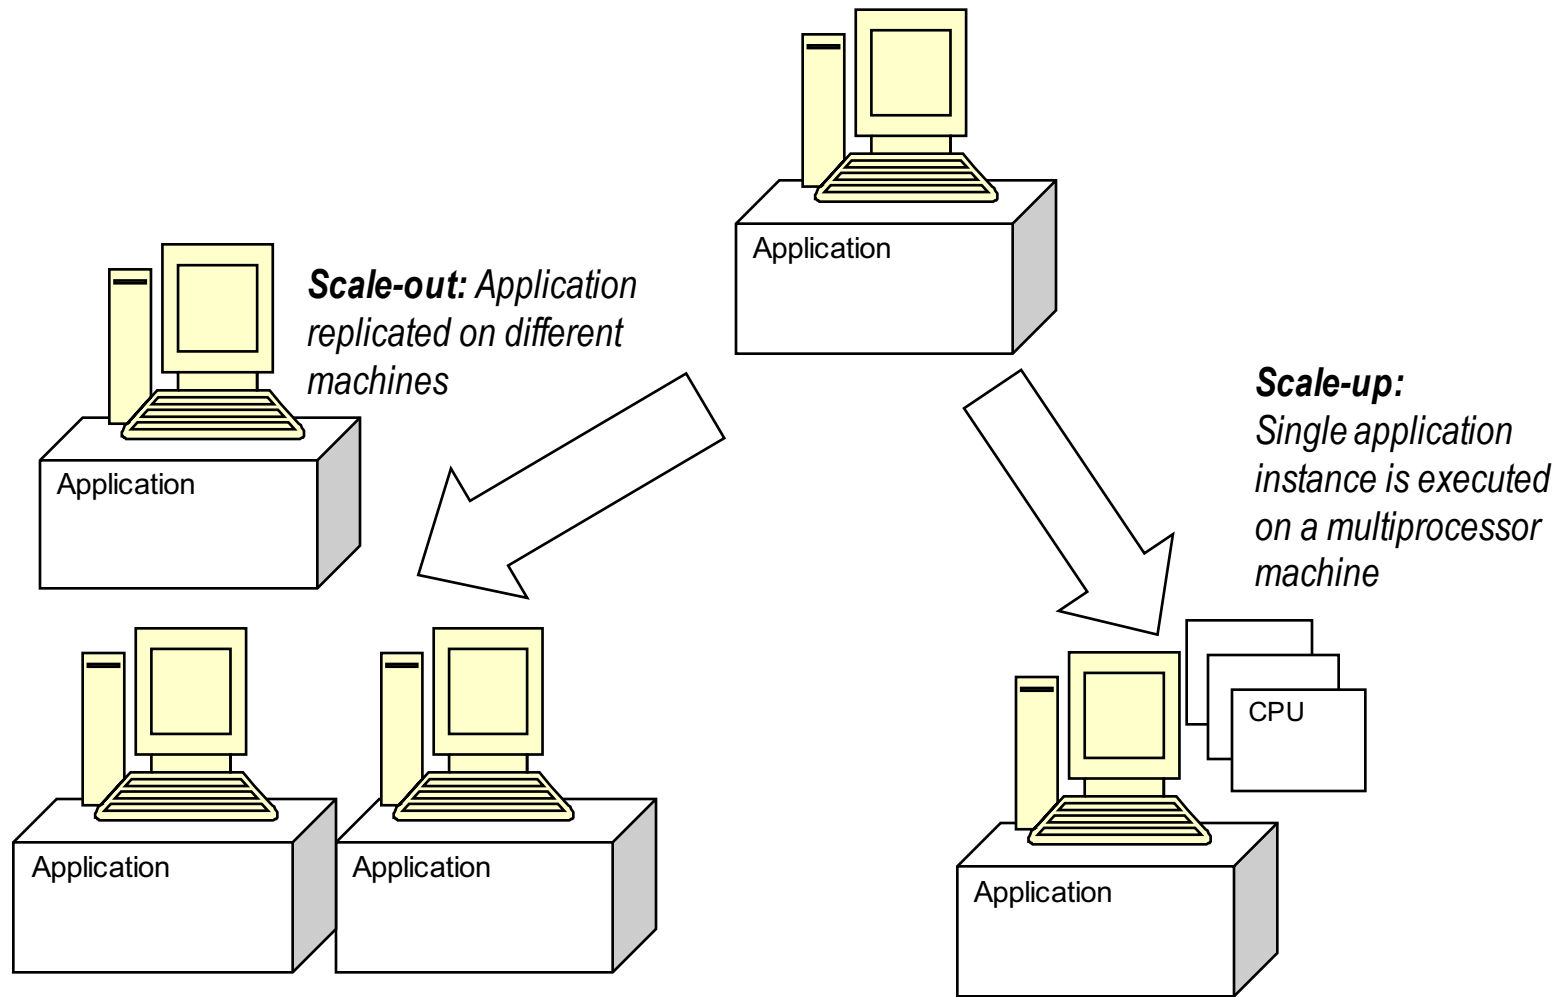 Application
Scale-out: Application
replicated on different
machines
Application
Scale-up:
Single application
instance is executed
on a multiprocessor
machine
Application
Application
CPU
Application